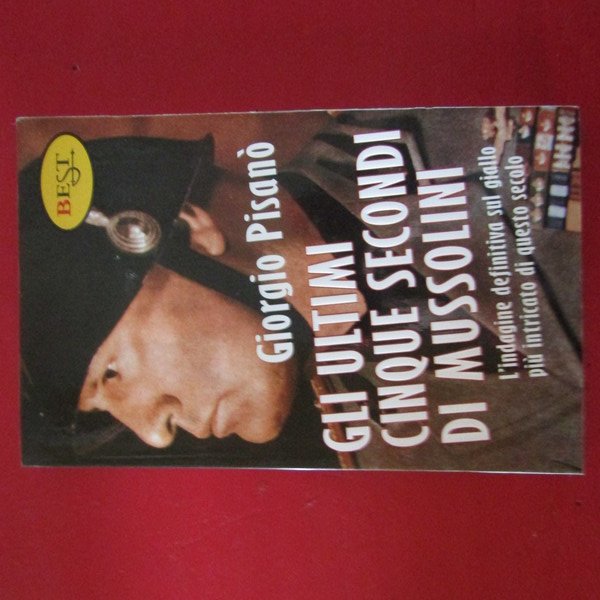 BEST
Giorgio Pisanò
GLI ULTIMI
CINQUE SECONDI
DI MUSSOLINI
L'indagine definitiva sul giallo
più intricato di questo secolo